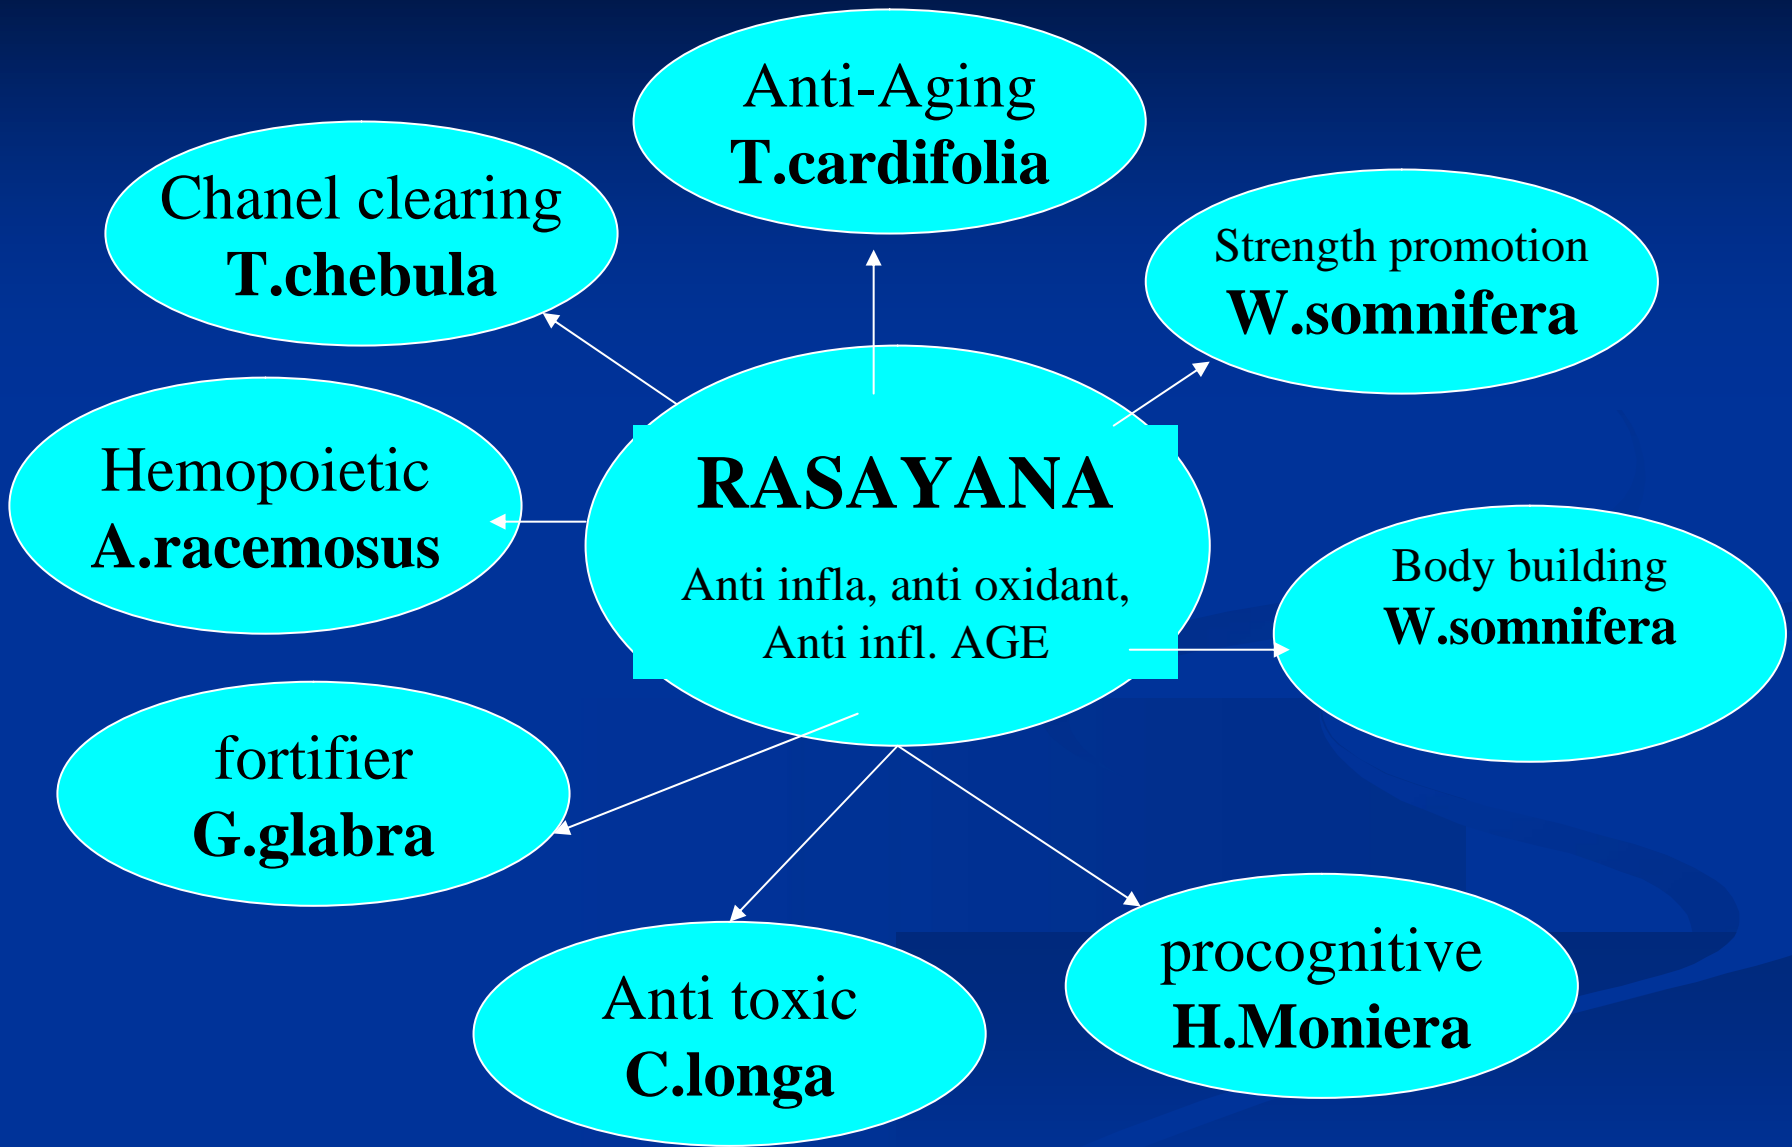 Anti-Aging
T.cardifolia
Chanel clearing
T.chebula
Strength promotion
W.somnifera
Hemopoietic
A.racemosus
RASAYANA
Anti infla, anti oxidant,
Anti infl. AGE
Body building
W.somnifera
fortifier
G.glabra
procognitive
H.Moniera
Anti toxic
C.longa